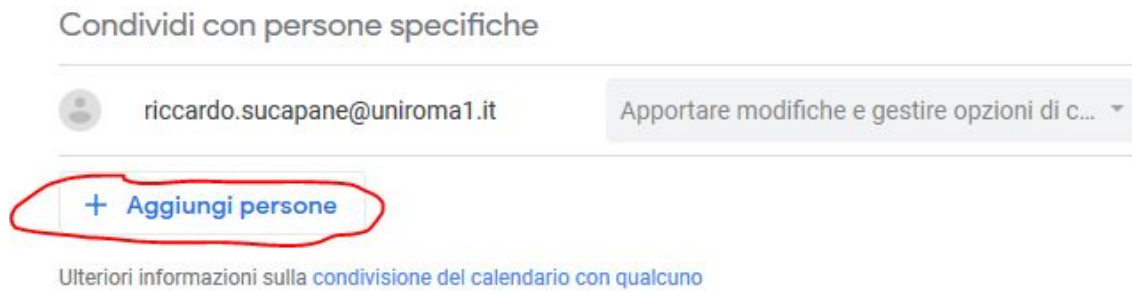 Condividi con persone specifiche
riccardo.sucapane@uniroma1.it Apportare modifiche e gestire opzioni di c...
+ Aggiungi persone
Ulteriori informazioni sulla condivisione del calendario con qualcuno